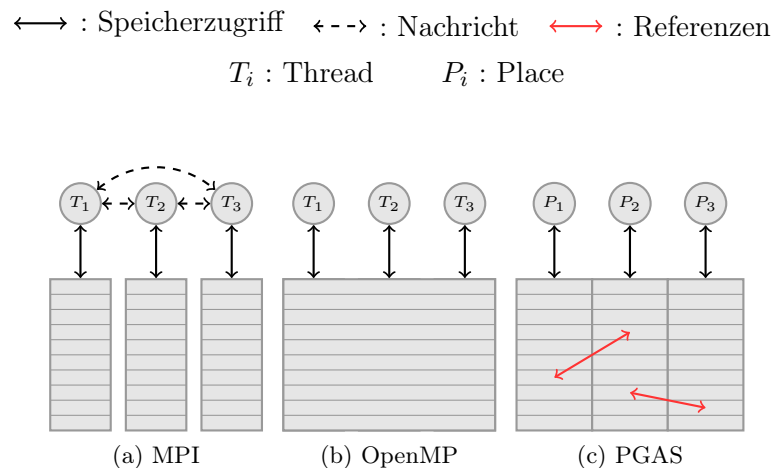 : Speicherzugriff : Nachricht : Referenzen
T_i : Thread P_i : Place
T_1 T_2 T_3 T_1 T_2 T_3 P_1 P_2 P_3
(a) MPI (b) OpenMP (c) PGAS